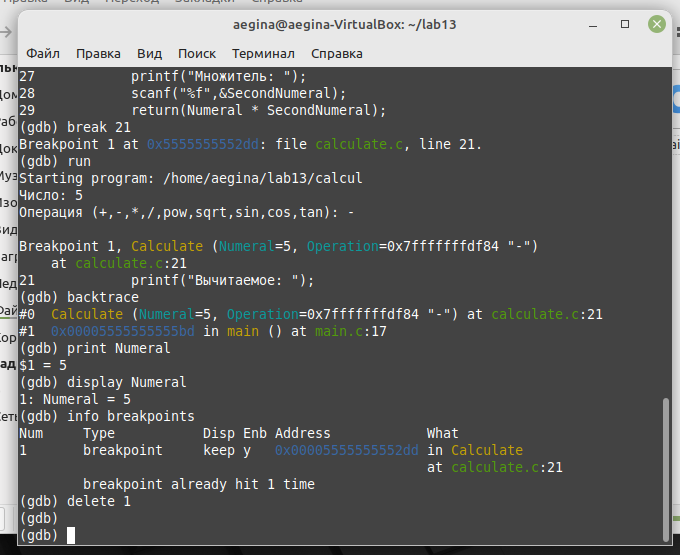 aegina@aegina-VirtualBox: ~/lab13
Файл Правка Вид Поиск Терминал Справка
27 printf("Множитель: ");
28 scanf("%f",&SecondNumeral);
29 return(Numeral * SecondNumeral);
(gdb) break 21
Breakpoint 1 at 0x5555555552dd: file calculate.c, line 21.
(gdb) run
Starting program: /home/aegina/lab13/calcul
Число: 5
Операция (+,-,*,/,pow,sqrt,sin,cos,tan): -
Breakpoint 1, Calculate (Numeral=5, Operation=0x7fffffffdf84 "-")
at calculate.c:21
21 printf("Вычитаемое: ");
(gdb) backtrace
#0 Calculate (Numeral=5, Operation=0x7fffffffdf84 "-") at calculate.c:21
#1 0x00005555555555bd in main () at main.c:17
(gdb) print Numeral
$1 = 5
(gdb) display Numeral
1: Numeral = 5
(gdb) info breakpoints
Num Type Disp Enb Address What
1 breakpoint keep y 0x00005555555552dd in Calculate
at calculate.c:21
breakpoint already hit 1 time
(gdb) delete 1
(gdb)
(gdb)